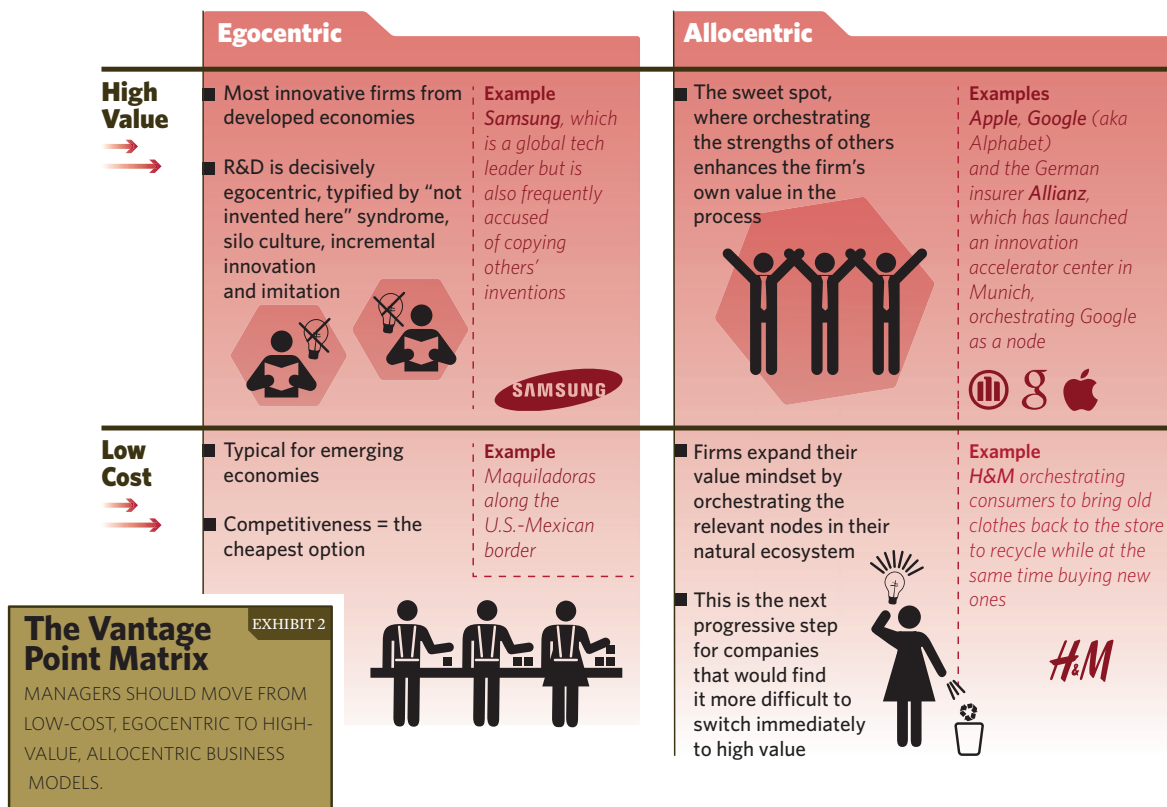 Egocentric
Allocentric
High
Value
Most innovative firms from
developed economies
R&D is decisively
egocentric, typified by “not
invented here” syndrome,
silo culture, incremental
innovation
and imitation
Example
Samsung, which
is a global tech
leader but is
also frequently
accused
of copying
others’
inventions
SAMSUNG
The sweet spot,
where orchestrating
the strengths of others
enhances the firm’s
own value in the
process
Examples
Apple, Google (aka
Alphabet)
and the German
insurer Allianz,
which has launched
an innovation
accelerator center in
Munich,
orchestrating Google
as a node
g
Low
Cost
Typical for emerging
economies
Competitiveness = the
cheapest option
Example
Maquiladoras
along the
U.S.-Mexican
border
Firms expand their
value mindset by
orchestrating the
relevant nodes in their
natural ecosystem
This is the next
progressive step
for companies
that would find
it more difficult to
switch immediately
to high value
Example
H&M orchestrating
consumers to bring old
clothes back to the store
to recycle while at the
same time buying new
ones
H&M
The Vantage
Point Matrix
EXHIBIT 2
MANAGERS SHOULD MOVE FROM
LOW-COST, EGOCENTRIC TO HIGH-
VALUE, ALLOCENTRIC BUSINESS
MODELS.